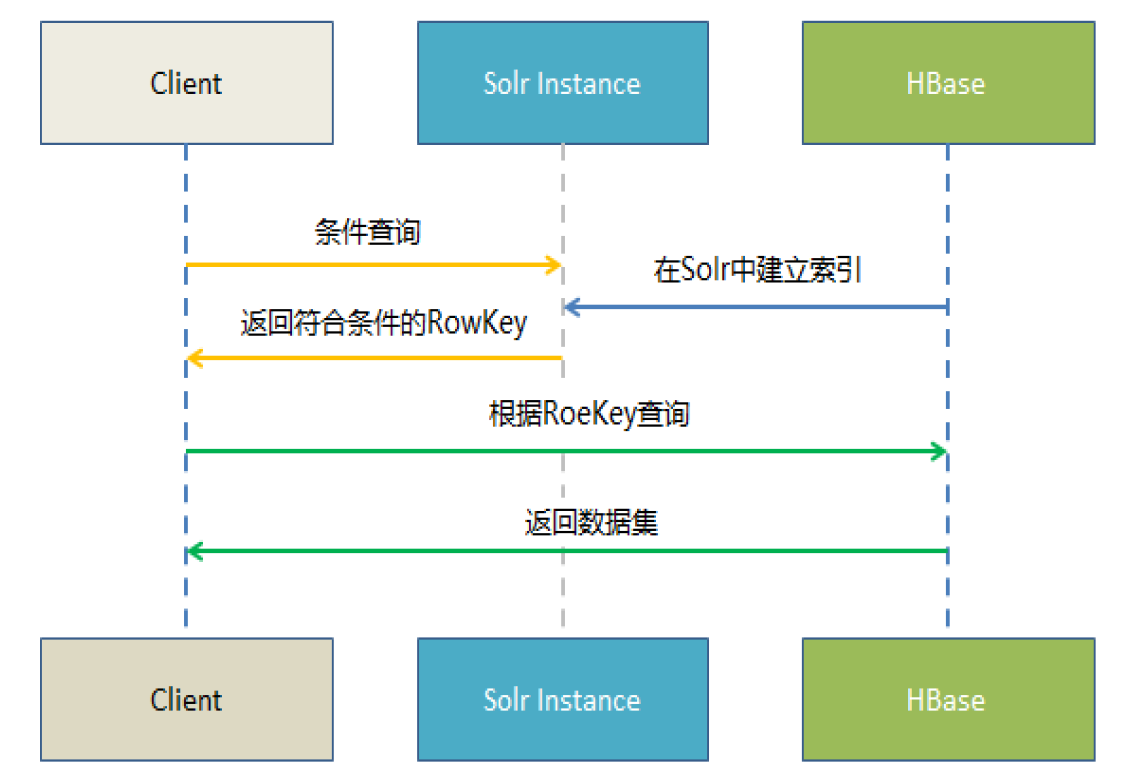 Client
Solr Instance
HBase
条件查询
在Solr中建立索引
返回符合条件的RowKey
根据RoeKey查询
返回数据集
Client
Solr Instance
HBase